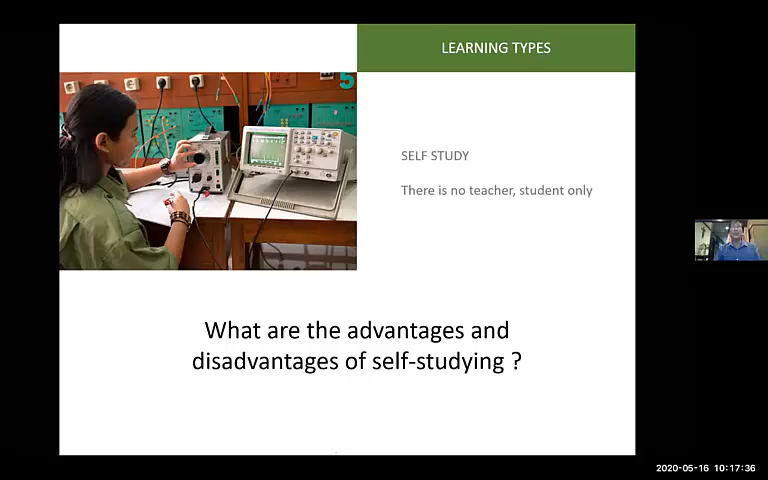 LEARNING TYPES
5
SELF STUDY
There is no teacher, student only
What are the advantages and
disadvantages of self-studying ?
2020-05-16 10:17:36